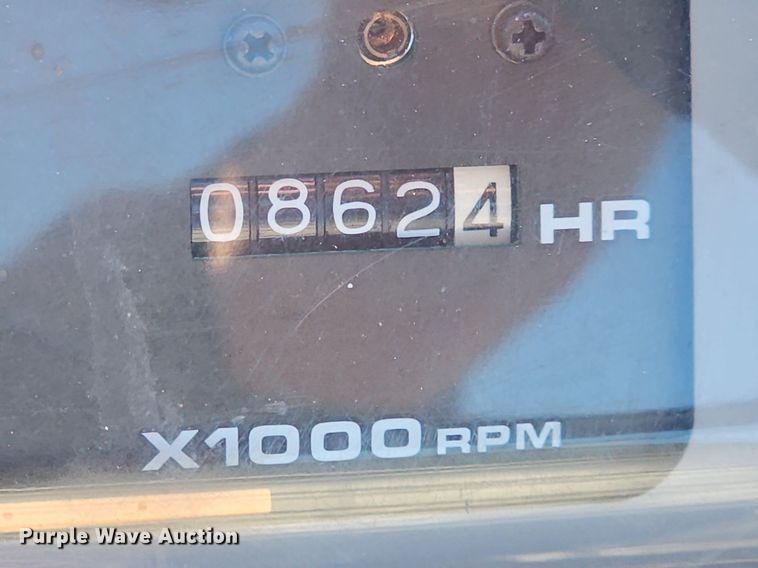 08624 HR
X1000 RPM
Purple Wave Auction